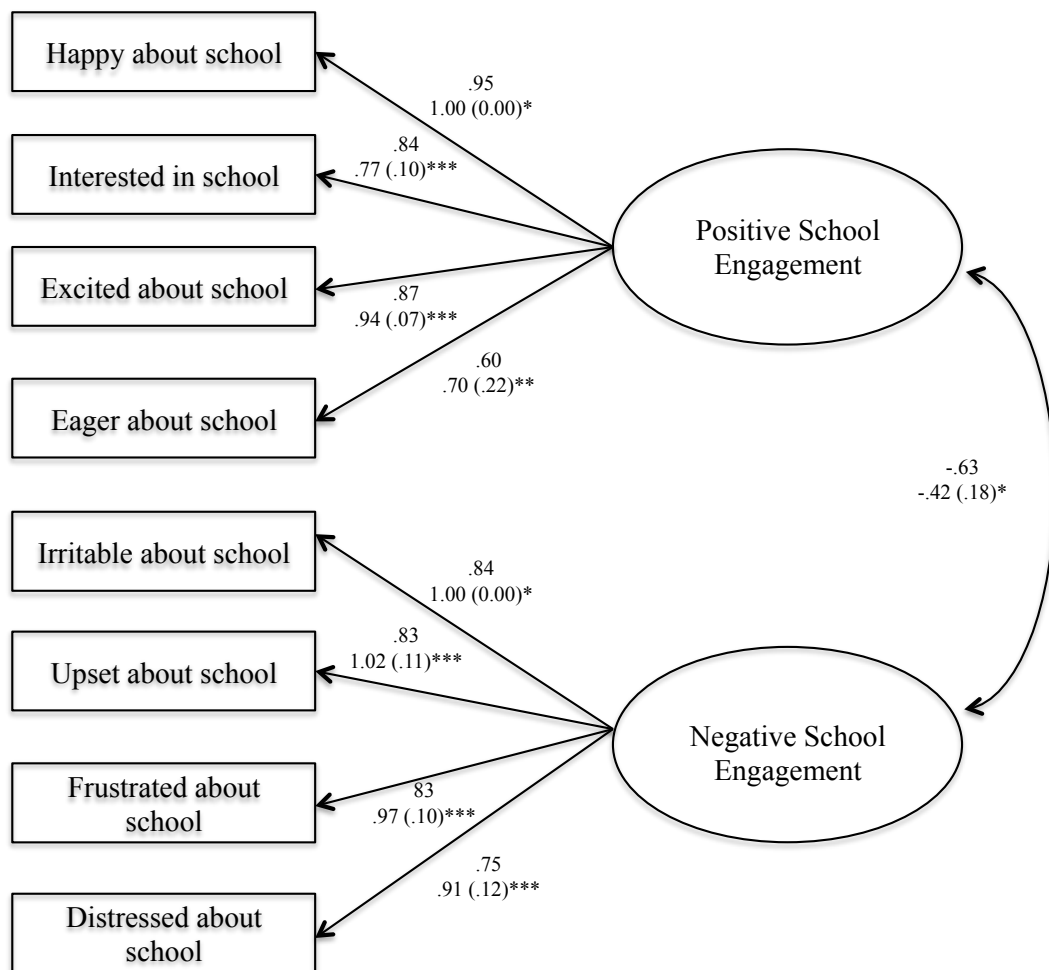 Happy about school
.95
1.00 (0.00)*
Interested in school
.84
.77 (.10)***
Positive School
Engagement
Excited about school
.87
.94 (.07)***
.60
.70 (.22)**
Eager about school
-.63
-.42 (.18)*
Irritable about school
.84
1.00 (0.00)*
Upset about school
.83
1.02 (.11)***
Negative School
Engagement
Frustrated about
school
83
.97 (.10)***
.75
.91 (.12)***
Distressed about
school